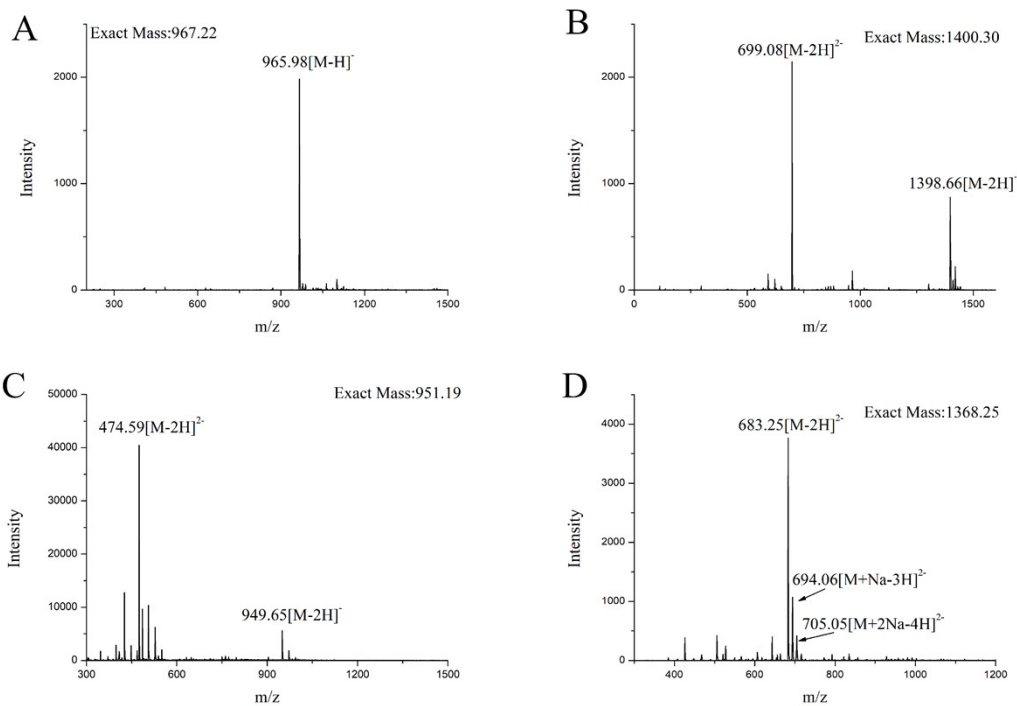 A
Exact Mass:967.22
965.98[M-H]-
2000
1000
0
300
600
900
1200
1500
Intensity
m/z
B
Exact Mass:1400.30
699.08[M-2H]2-
1398.66[M-2H]-
2000
1000
0
0
500
1000
1500
Intensity
m/z
C
Exact Mass:951.19
474.59[M-2H]2-
949.65[M-2H]-
50000
40000
30000
20000
10000
0
300
600
900
1200
1500
Intensity
m/z
D
Exact Mass:1368.25
683.25[M-2H]2-
694.06[M+Na-3H]2-
705.05[M+2Na-4H]2-
4000
3000
2000
1000
0
400
600
800
1000
1200
Intensity
m/z